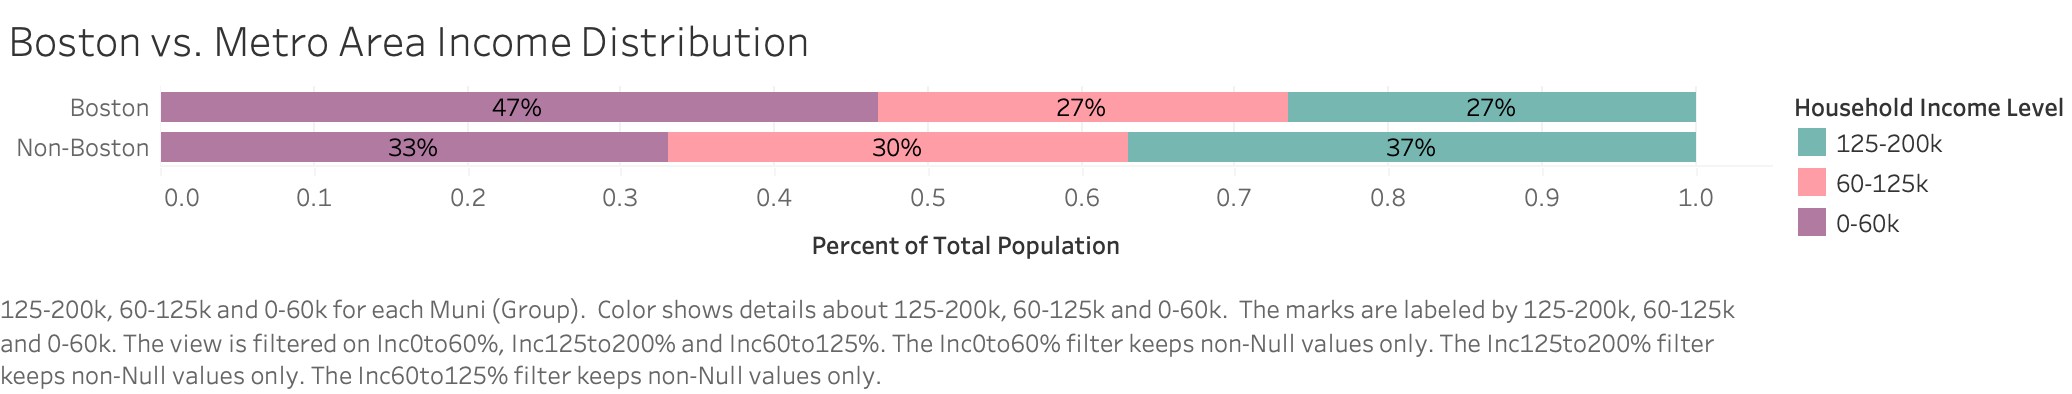 Boston vs. Metro Area Income Distribution
Boston 47% 27% 27%
Non-Boston 33% 30% 37%
0.0 0.1 0.2 0.3 0.4 0.5 0.6 0.7 0.8 0.9 1.0
Percent of Total Population
Household Income Level
125-200k
60-125k
0-60k
125-200k, 60-125k and 0-60k for each Muni (Group).  Color shows details about 125-200k, 60-125k and 0-60k.  The marks are labeled by 125-200k, 60-125k
and 0-60k. The view is filtered on Inc0to60%, Inc125to200% and Inc60to125%. The Inc0to60% filter keeps non-Null values only. The Inc125to200% filter
keeps non-Null values only. The Inc60to125% filter keeps non-Null values only.